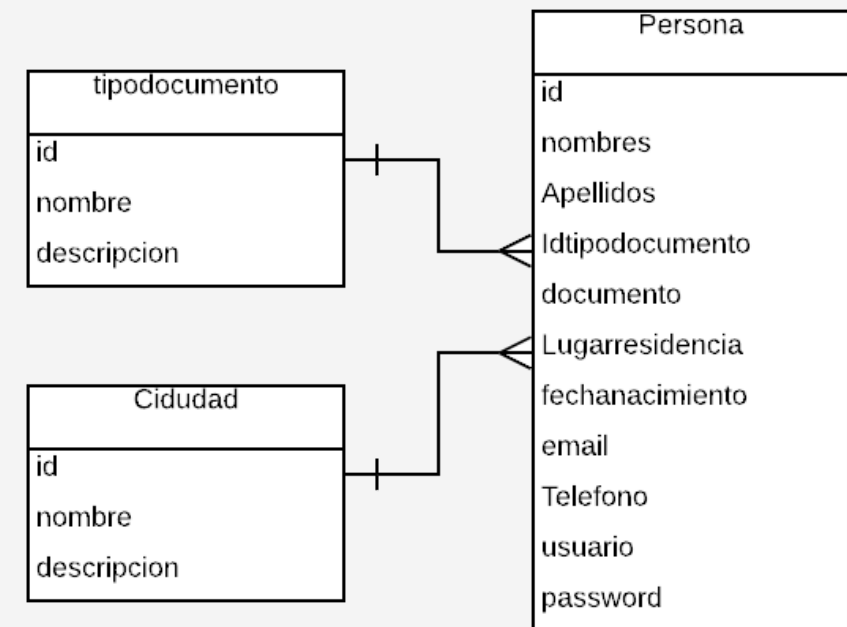 tipodocumento
id
nombre
descripcion
Cidudad
id
nombre
descripcion
Persona
id
nombres
Apellidos
Idtipodocumento
documento
Lugarresidencia
fechanacimiento
email
Telefono
usuario
password